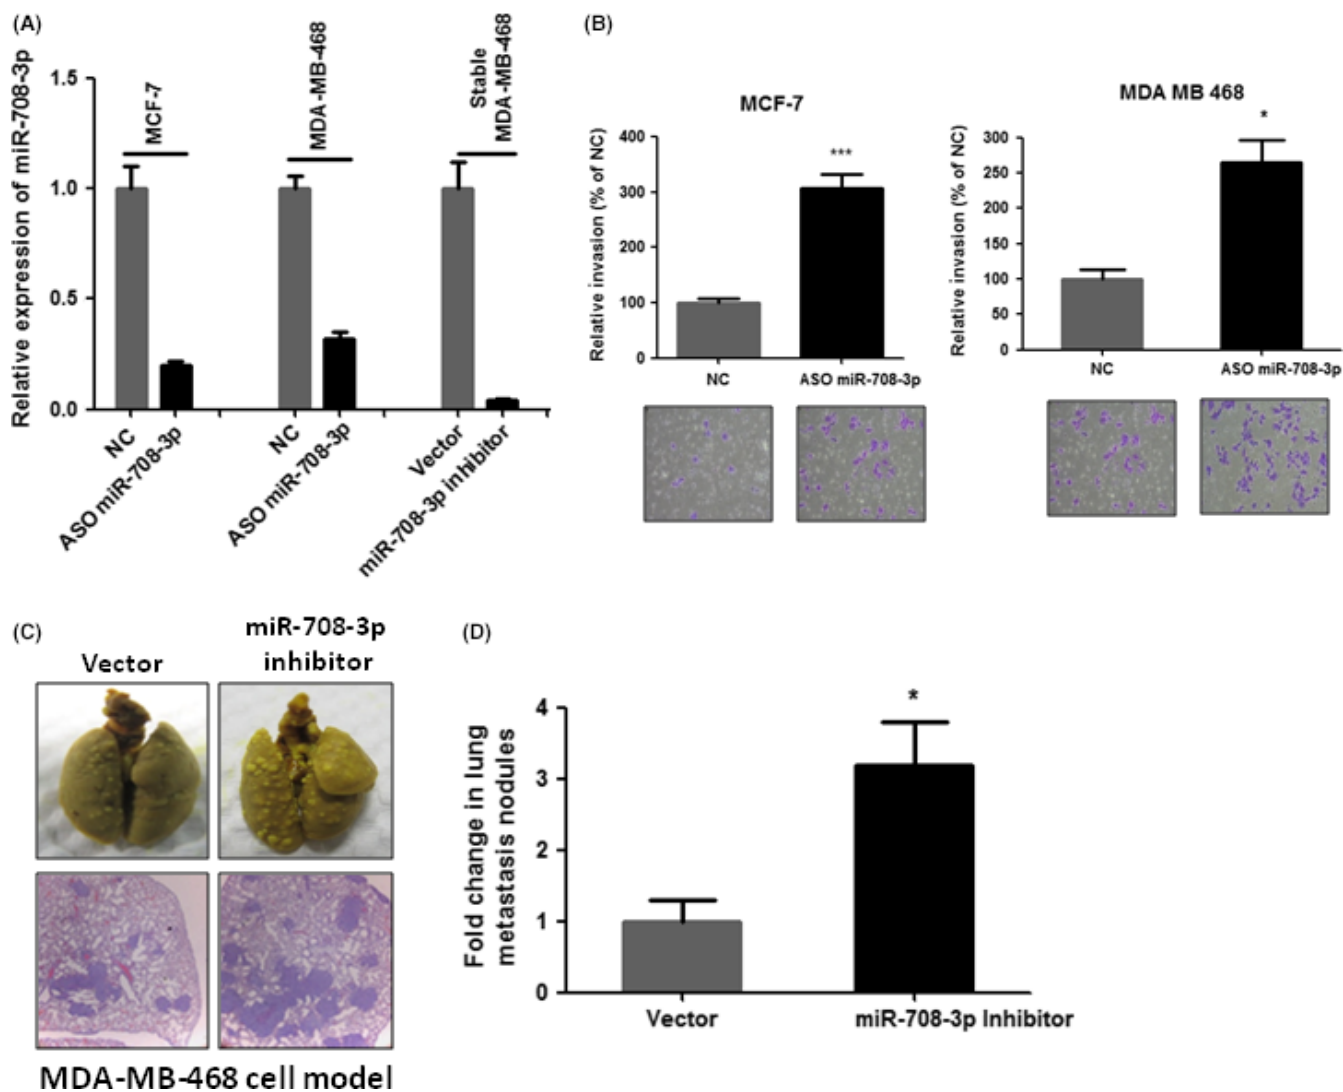 (A)
Relative expression of miR-708-3p
1.5
1.0
0.5
0.0
MCF-7
MDA-MB-468
Stable
MDA-MB-468
NC
ASO miR-708-3p
NC
ASO miR-708-3p
Vector
miR-708-3p inhibitor
(B)
MCF-7
Relative invasion (% of NC)
400
300
200
100
0
***
NC
ASO miR-708-3p
MDA MB 468
Relative invasion (% of NC)
300
250
200
150
100
50
0
*
NC
ASO miR-708-3p
(C)
Vector
miR-708-3p
inhibitor
MDA-MB-468 cell model
(D)
Fold change in lung
metastasis nodules
4
3
2
1
0
*
Vector
miR-708-3p Inhibitor